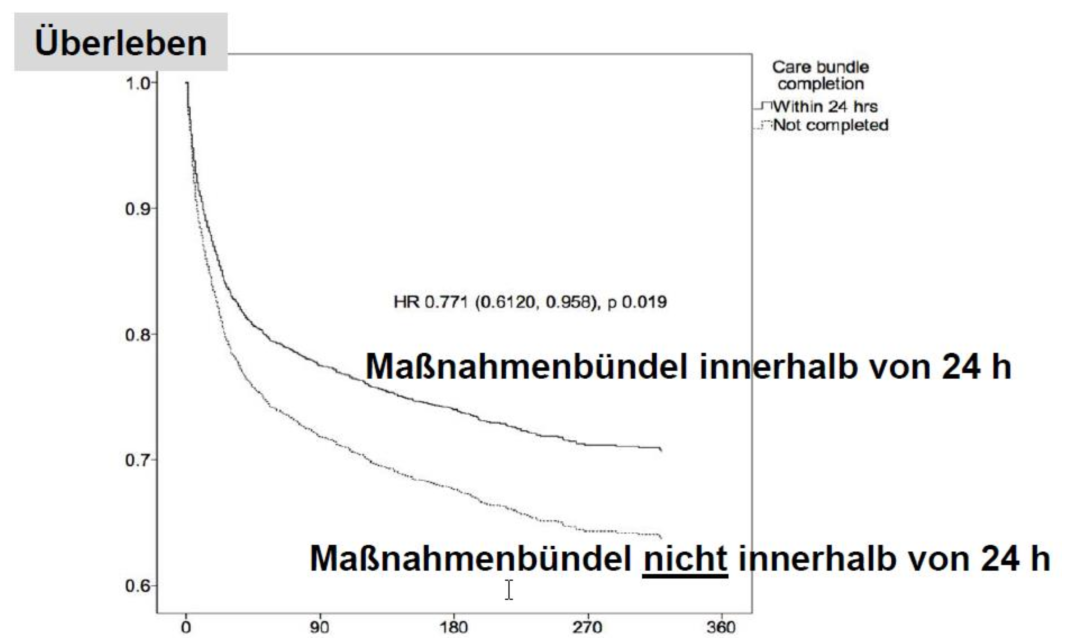 Überleben
Care bundle
completion
Within 24 hrs
Not completed
1.0
0.9
HR 0.771 (0.6120, 0.958), p 0.019
0.8
Maßnahmenbündel innerhalb von 24 h
0.7
Maßnahmenbündel nicht innerhalb von 24 h
0.6
0 90 180 270 360